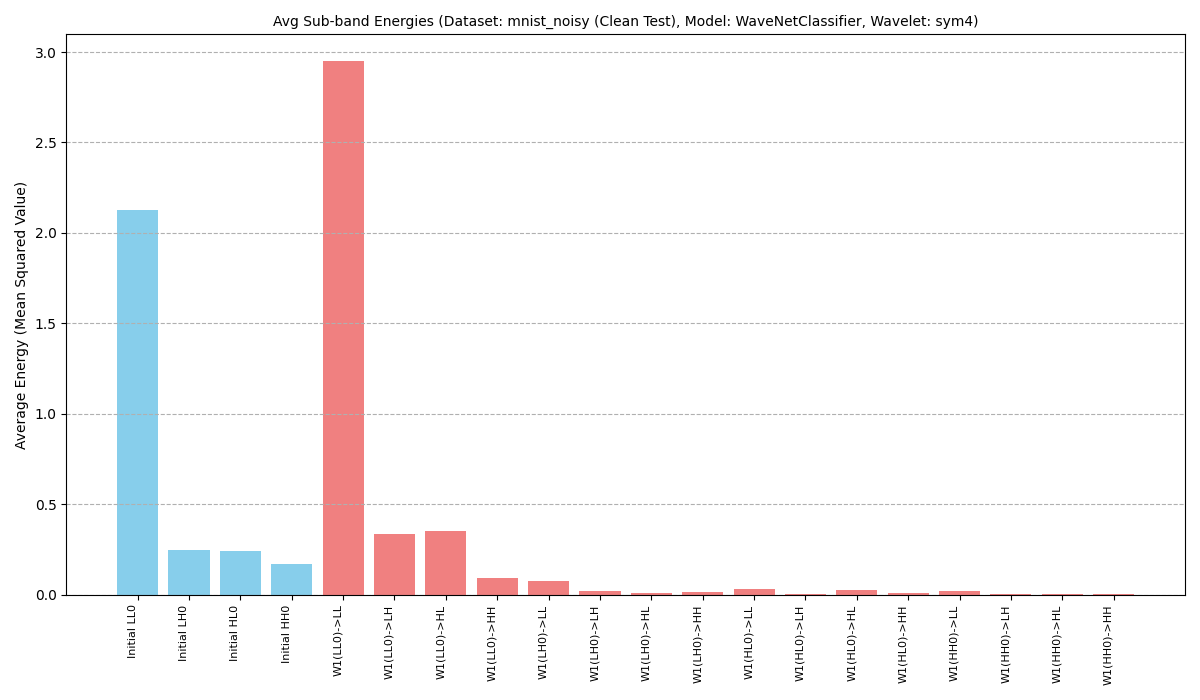 Avg Sub-band Energies (Dataset: mnist_noisy (Clean Test), Model: WaveNetClassifier, Wavelet: sym4)
Average Energy (Mean Squared Value)
3.0
2.5
2.0
1.5
1.0
0.5
0.0
Initial LL0
Initial LH0
Initial HL0
Initial HH0
W1(LL0)->LL
W1(LL0)->LH
W1(LL0)->HL
W1(LL0)->HH
W1(LH0)->LL
W1(LH0)->LH
W1(LH0)->HL
W1(LH0)->HH
W1(HL0)->LL
W1(HL0)->LH
W1(HL0)->HL
W1(HL0)->HH
W1(HH0)->LL
W1(HH0)->LH
W1(HH0)->HL
W1(HH0)->HH